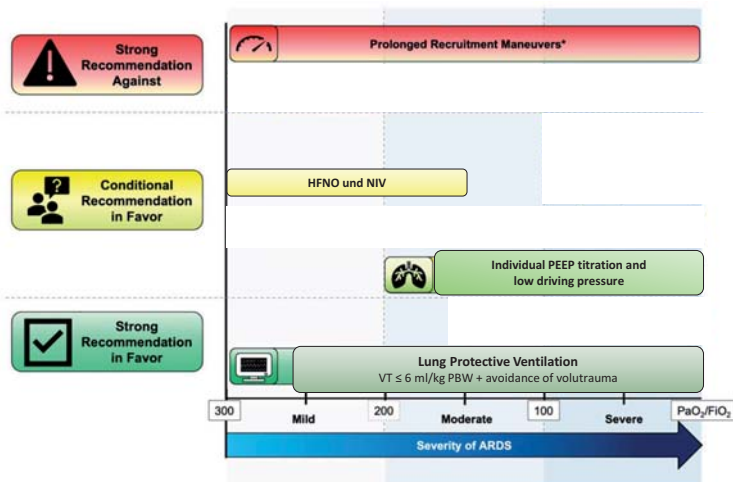 Strong
Recommendation
Against
Prolonged Recruitment Maneuvers*
?
Conditional
Recommendation
in Favor
HFNO und NIV
Individual PEEP titration and
low driving pressure
Strong
Recommendation
in Favor
Lung Protective Ventilation
VT ≤ 6 ml/kg PBW + avoidance of volutrauma
300
Mild
200
Moderate
100
Severe
PaO₂/FiO₂
Severity of ARDS